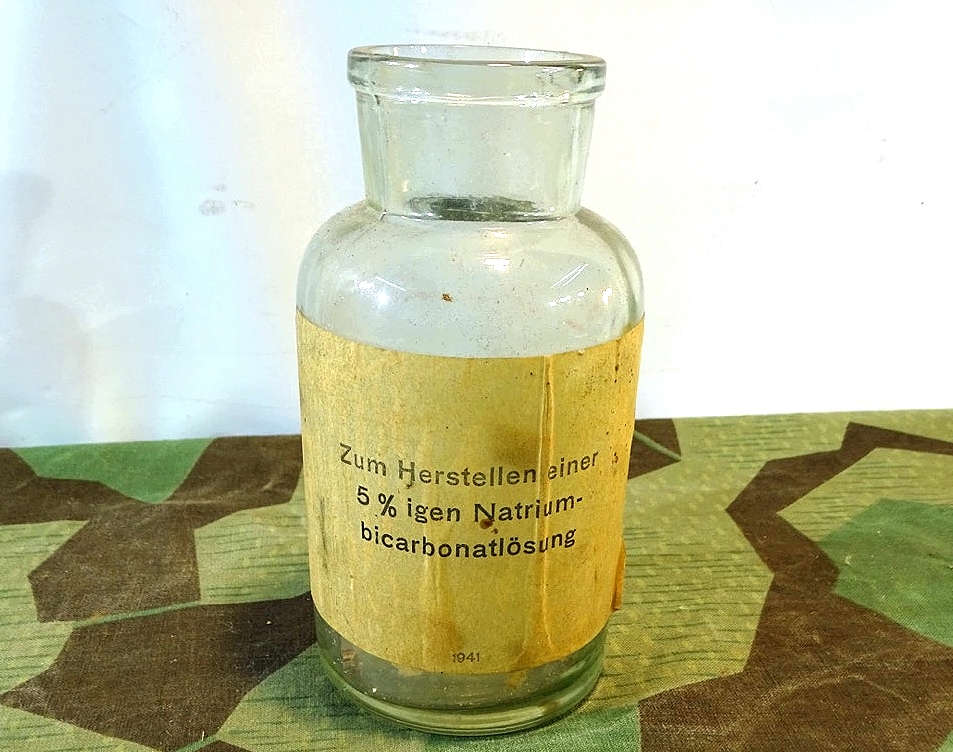 Zum Herstellen einer
5 % igen Natrium-
bicarbonatlösung
1941